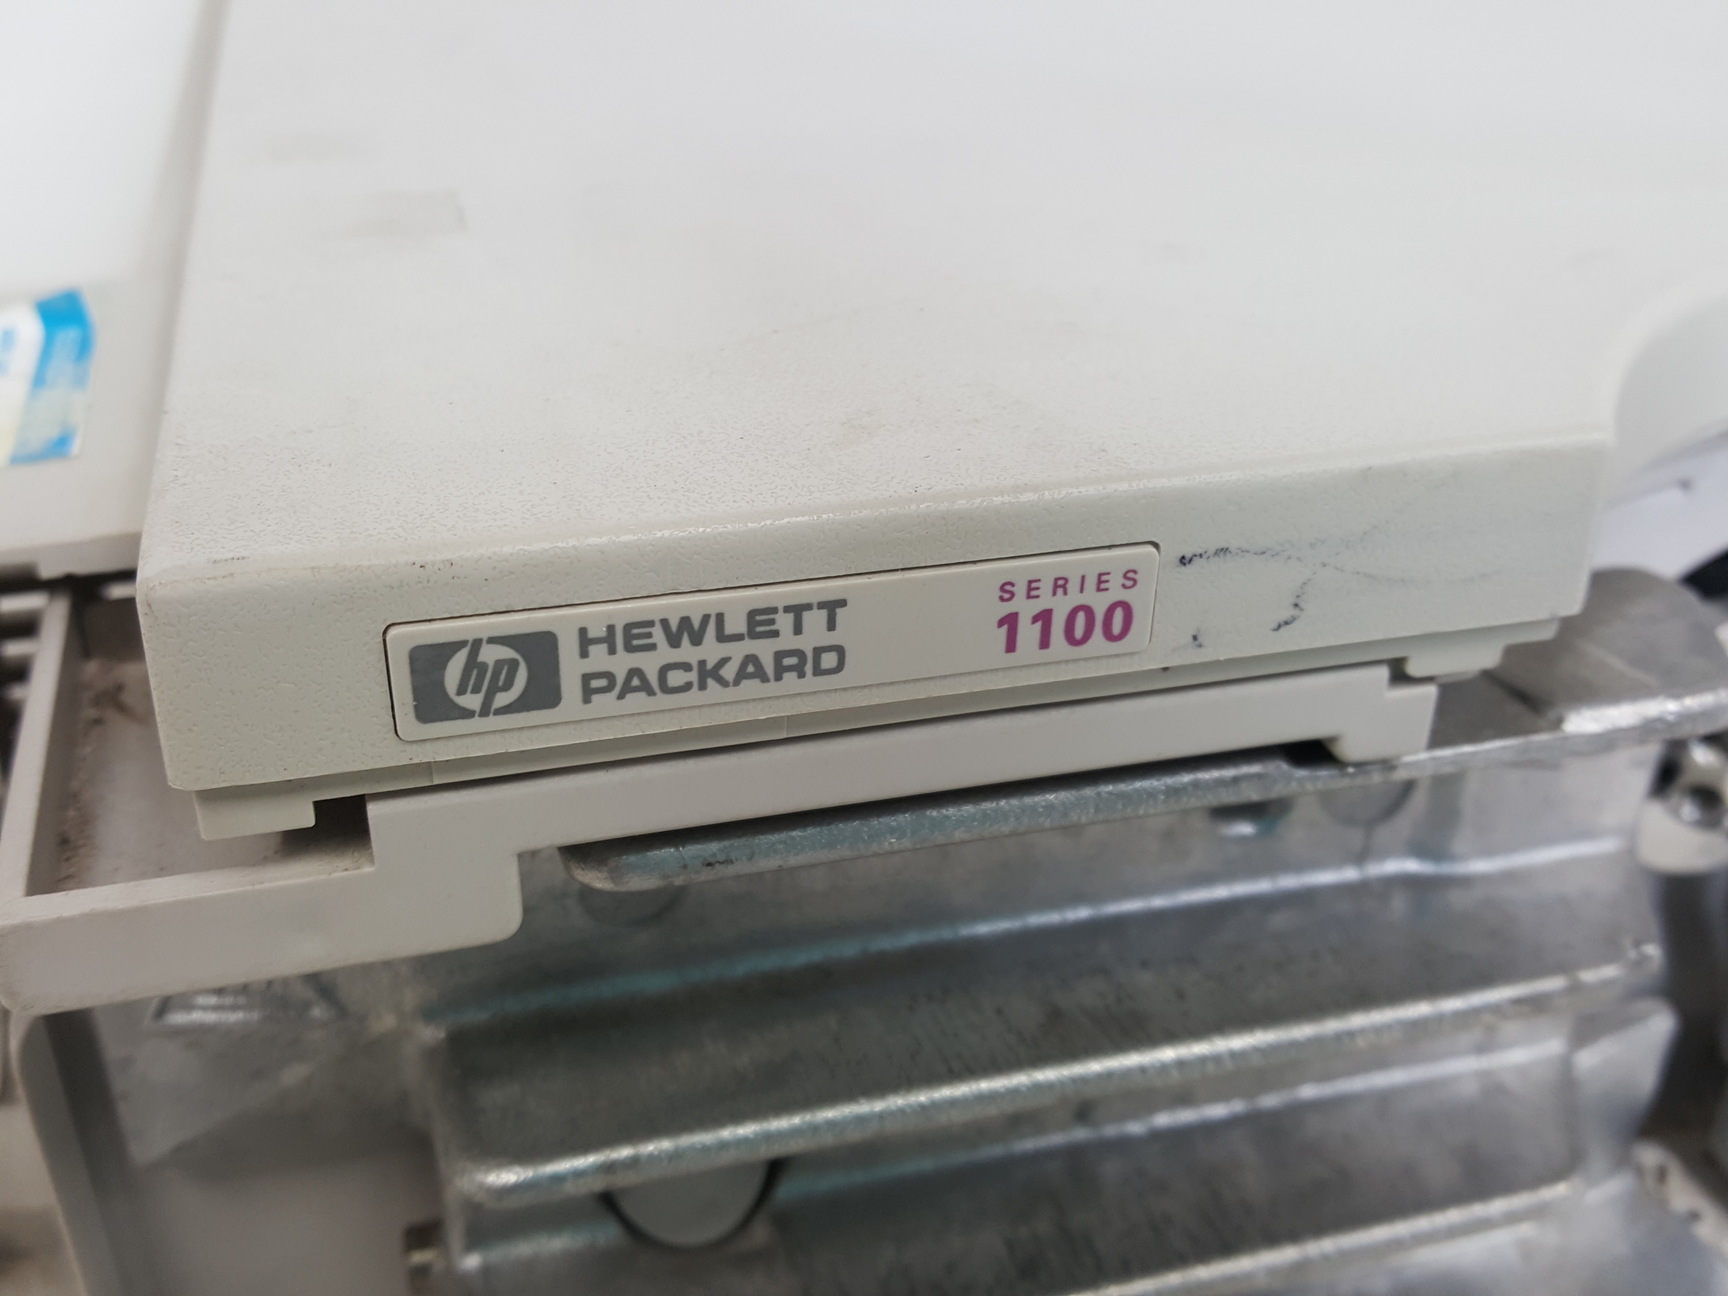 hp HEWLETT
PACKARD
SERIES
1100